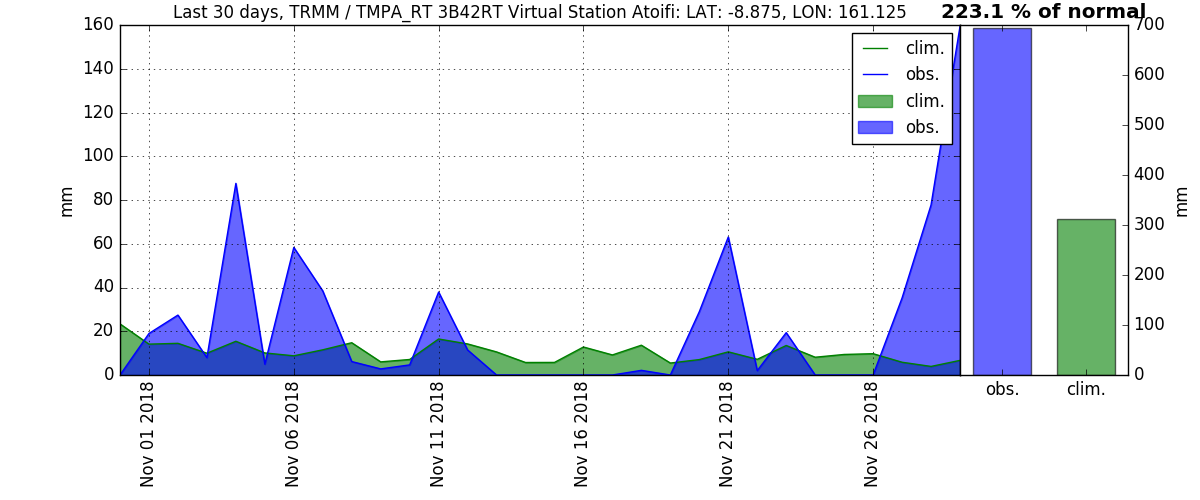 Last 30 days, TRMM / TMPA_RT 3B42RT Virtual Station Atoifi: LAT: -8.875, LON: 161.125
223.1 % of normal
160
140
120
100
80
60
40
20
0
mm
clim.
obs.
clim.
obs.
Nov 01 2018
Nov 06 2018
Nov 11 2018
Nov 16 2018
Nov 21 2018
Nov 26 2018
700
600
500
400
300
200
100
0
mm
obs.
clim.